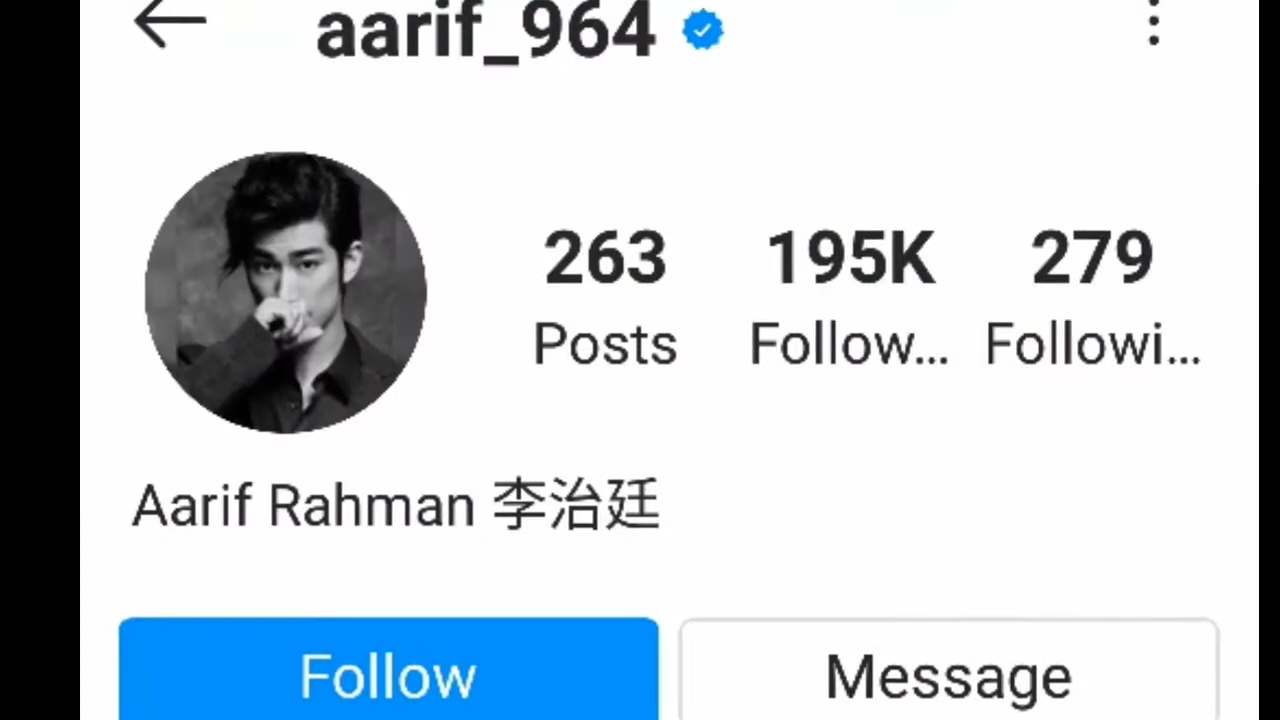 aarif_964
263 195K 279
Posts Follow... Followi...
Aarif Rahman 李治廷
Follow Message